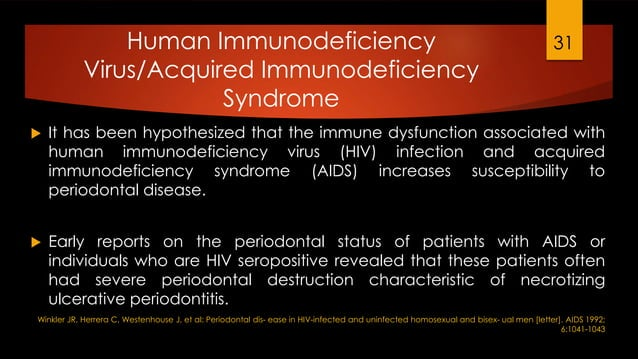 Human Immunodeficiency
31
Virus/Acquired Immunodeficiency
Syndrome
It has been hypothesized that the immune dysfunction associated with
human immunodeficiency virus (HIV) infection and acquired
immunodeficiency syndrome (AIDS) increases susceptibility to
periodontal disease.
Early reports on the periodontal status of patients with AIDS or
individuals who are HIV seropositive revealed that these patients often
had severe periodontal destruction characteristic of necrotizing
ulcerative periodontitis.
Winkler JR, Herrera C, Westenhouse J, et al: Periodontal dis- ease in HIV-infected and uninfected homosexual and bisex- ual men [letter]. AIDS 1992;
6:1041-1043